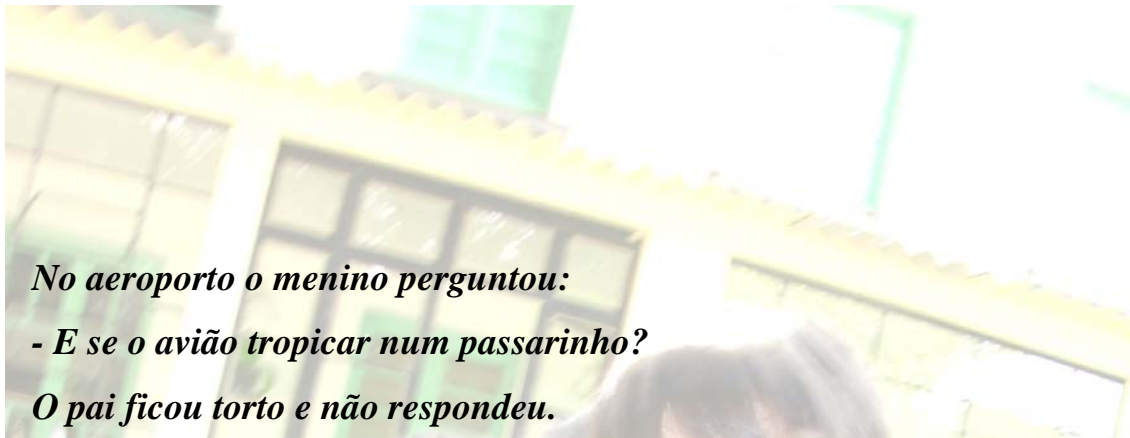 No aeroporto o menino perguntou:
- E se o avião tropicar num passarinho?
O pai ficou torto e não respondeu.